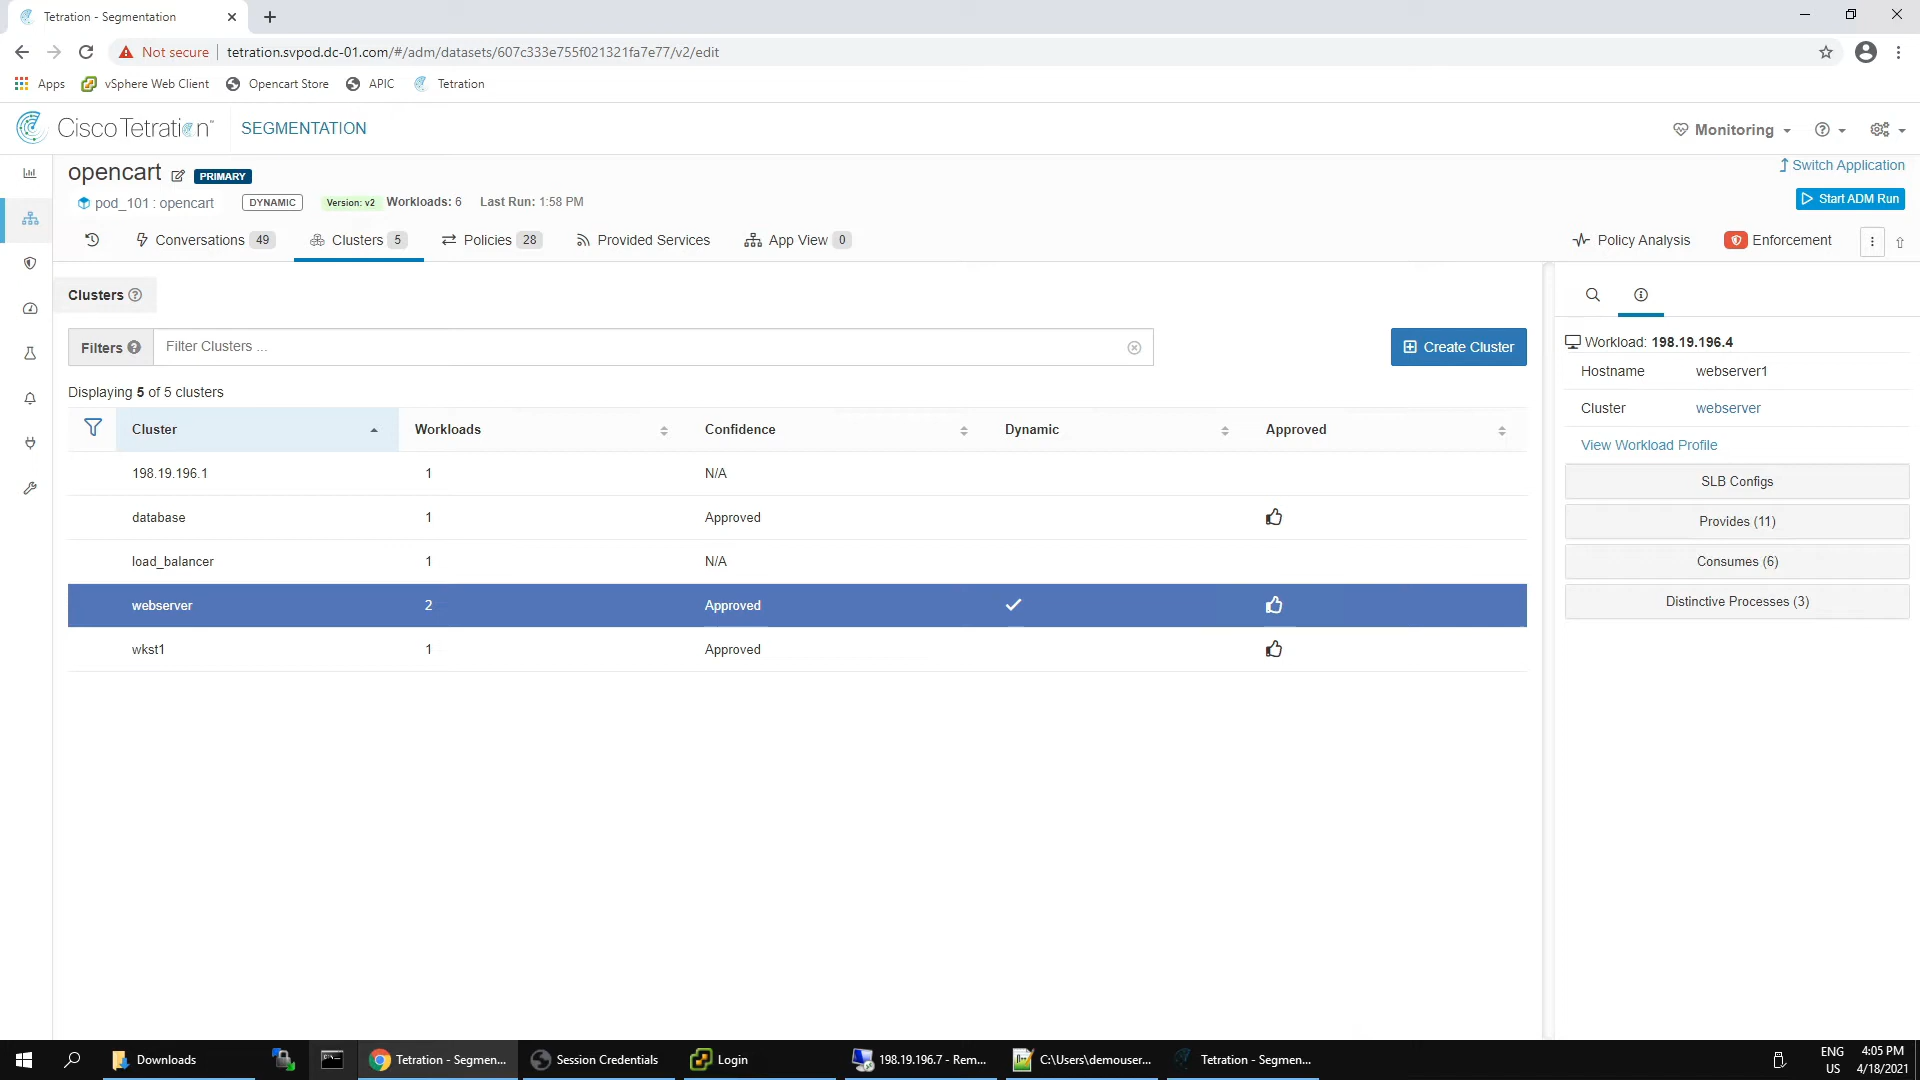 Tetration - Segmentation
Not secure
tetration.svpod.dc-01.com/#/adm/datasets/607c333e755f021321fa7e77/v2/edit
Apps
vSphere Web Client
Opencart Store
APIC
Tetration
Cisco Tetration™
SEGMENTATION
Monitoring
opencart
PRIMARY
Switch Application
pod_101 : opencart
DYNAMIC
Version: v2
Workloads: 6
Last Run: 1:58 PM
Start ADM Run
Conversations 49
Clusters 5
Policies 28
Provided Services
App View 0
Policy Analysis
Enforcement
Clusters
Filters
Filter Clusters ...
Create Cluster
Displaying 5 of 5 clusters
Cluster Workloads Confidence Dynamic Approved
198.19.196.1 1 N/A
database 1 Approved
load_balancer 1 N/A
webserver 2 Approved
wkst1 1 Approved
Workload: 198.19.196.4
Hostname webserver1
Cluster webserver
View Workload Profile
SLB Configs
Provides (11)
Consumes (6)
Distinctive Processes (3)
Downloads
Tetration - Segmen...
Session Credentials
Login
198.19.196.7 - Rem...
C:\Users\demouser...
Tetration - Segmen...
ENG
US
4:05 PM
4/18/2021